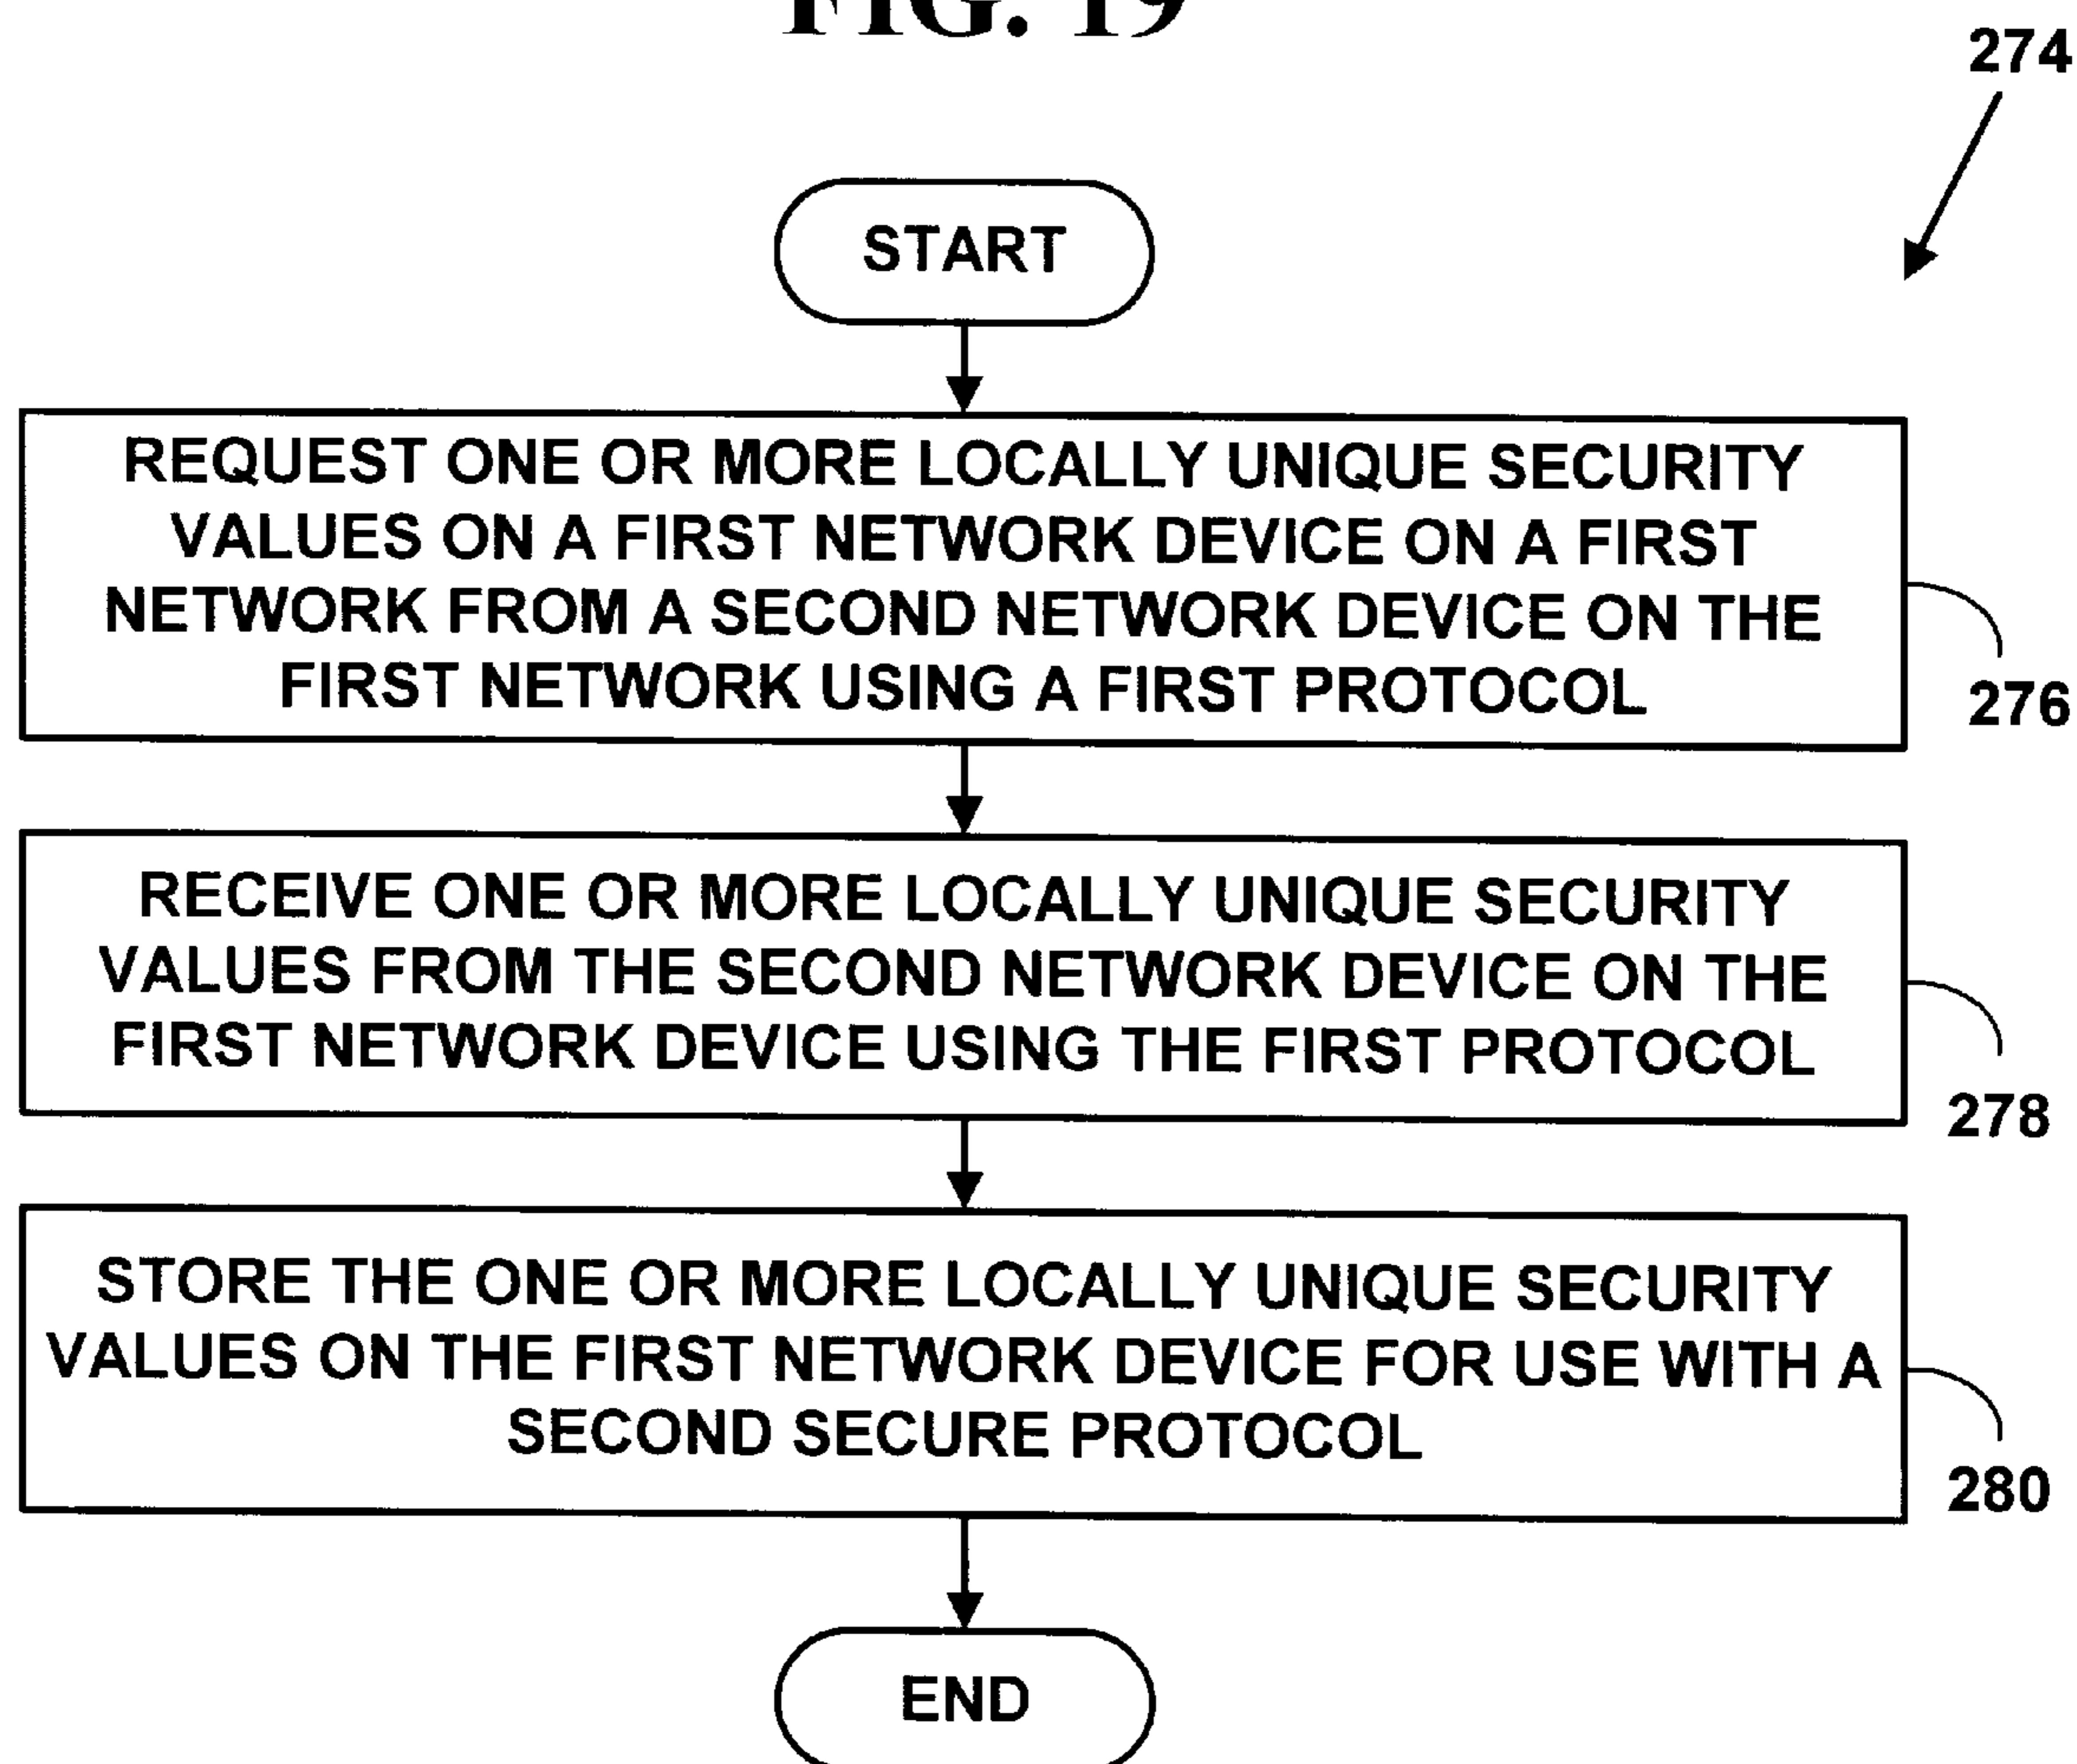 FIG. 19
274
START
REQUEST ONE OR MORE LOCALLY UNIQUE SECURITY
VALUES ON A FIRST NETWORK DEVICE ON A FIRST
NETWORK FROM A SECOND NETWORK DEVICE ON THE
FIRST NETWORK USING A FIRST PROTOCOL
276
RECEIVE ONE OR MORE LOCALLY UNIQUE SECURITY
VALUES FROM THE SECOND NETWORK DEVICE ON THE
FIRST NETWORK DEVICE USING THE FIRST PROTOCOL
278
STORE THE ONE OR MORE LOCALLY UNIQUE SECURITY
VALUES ON THE FIRST NETWORK DEVICE FOR USE WITH A
SECOND SECURE PROTOCOL
280
END